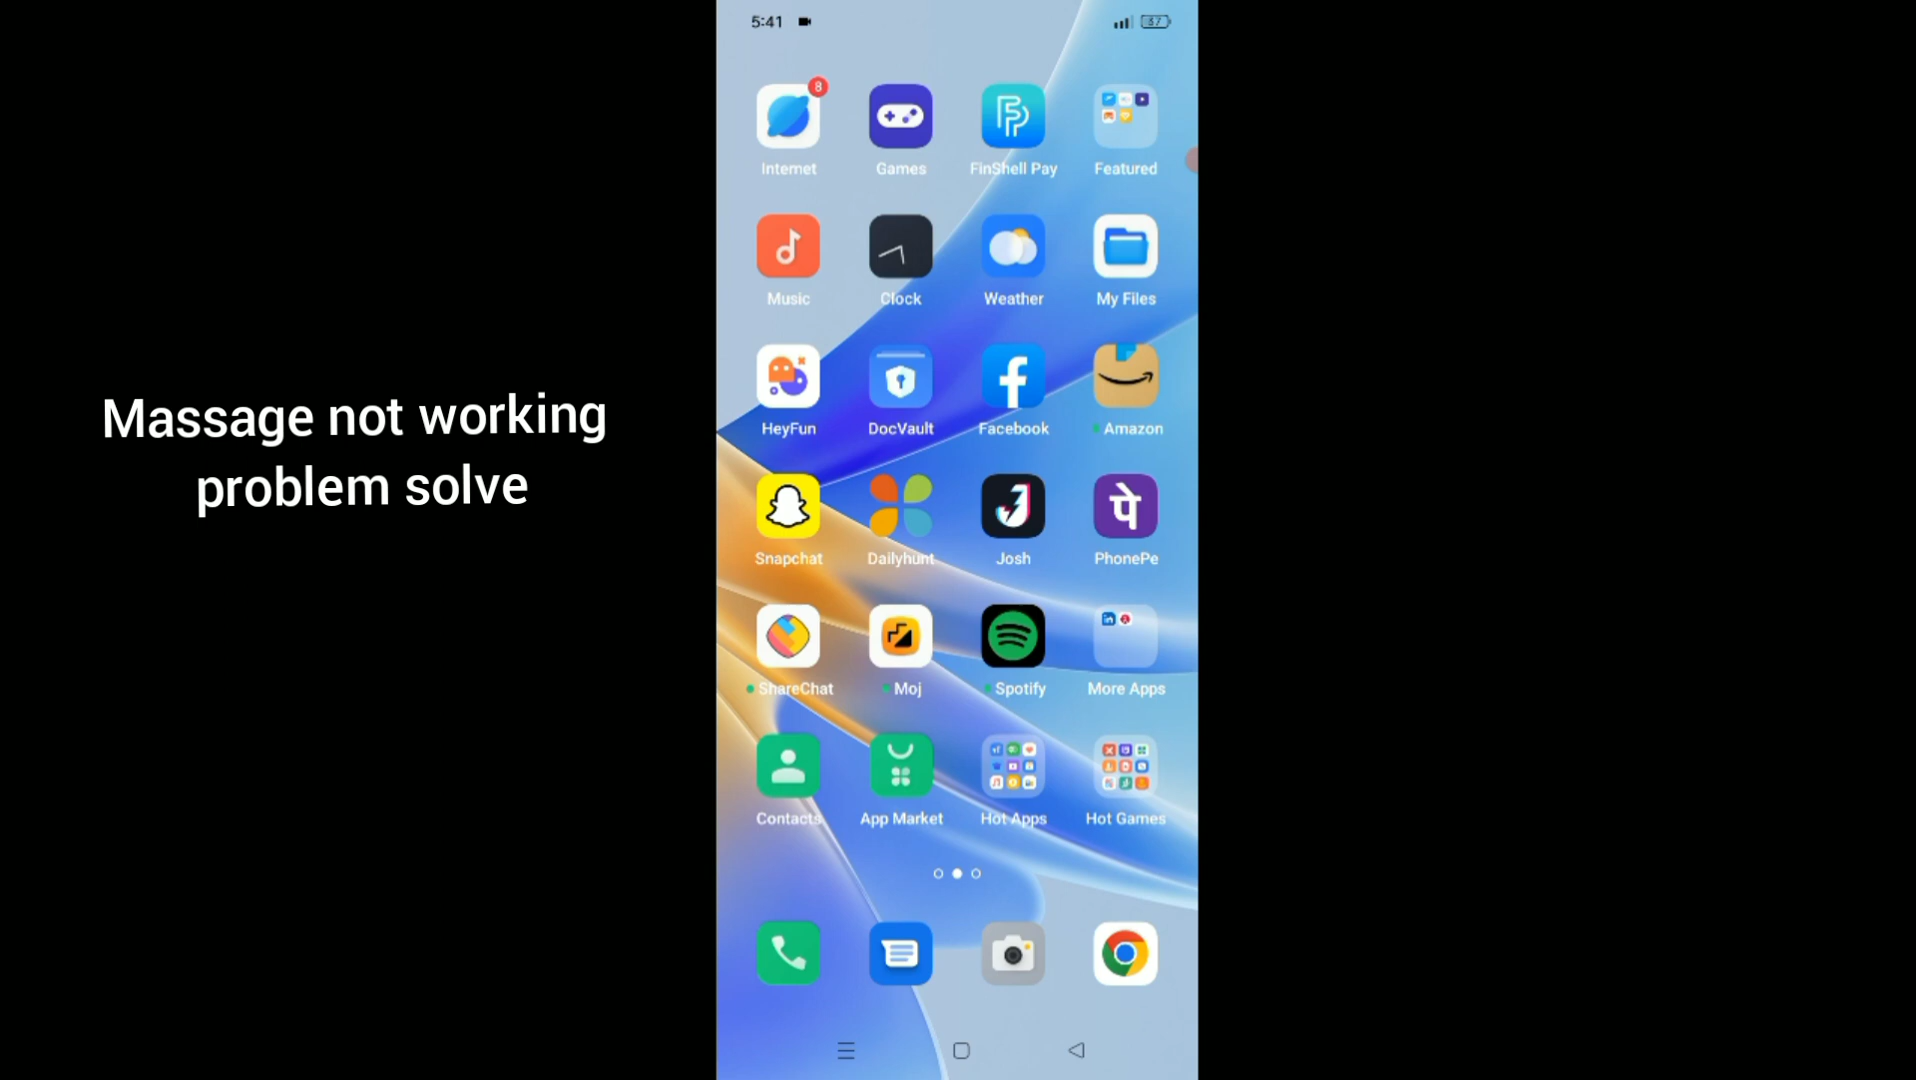 5:41
57
8
Internet
Games
FinShell Pay
Featured
Music
Clock
Weather
My Files
HeyFun
DocVault
Facebook
Amazon
Snapchat
Dailyhunt
Josh
पे
PhonePe
ShareChat
Moj
Spotify
More Apps
Contacts
App Market
Hot Apps
Hot Games
Massage not working
problem solve